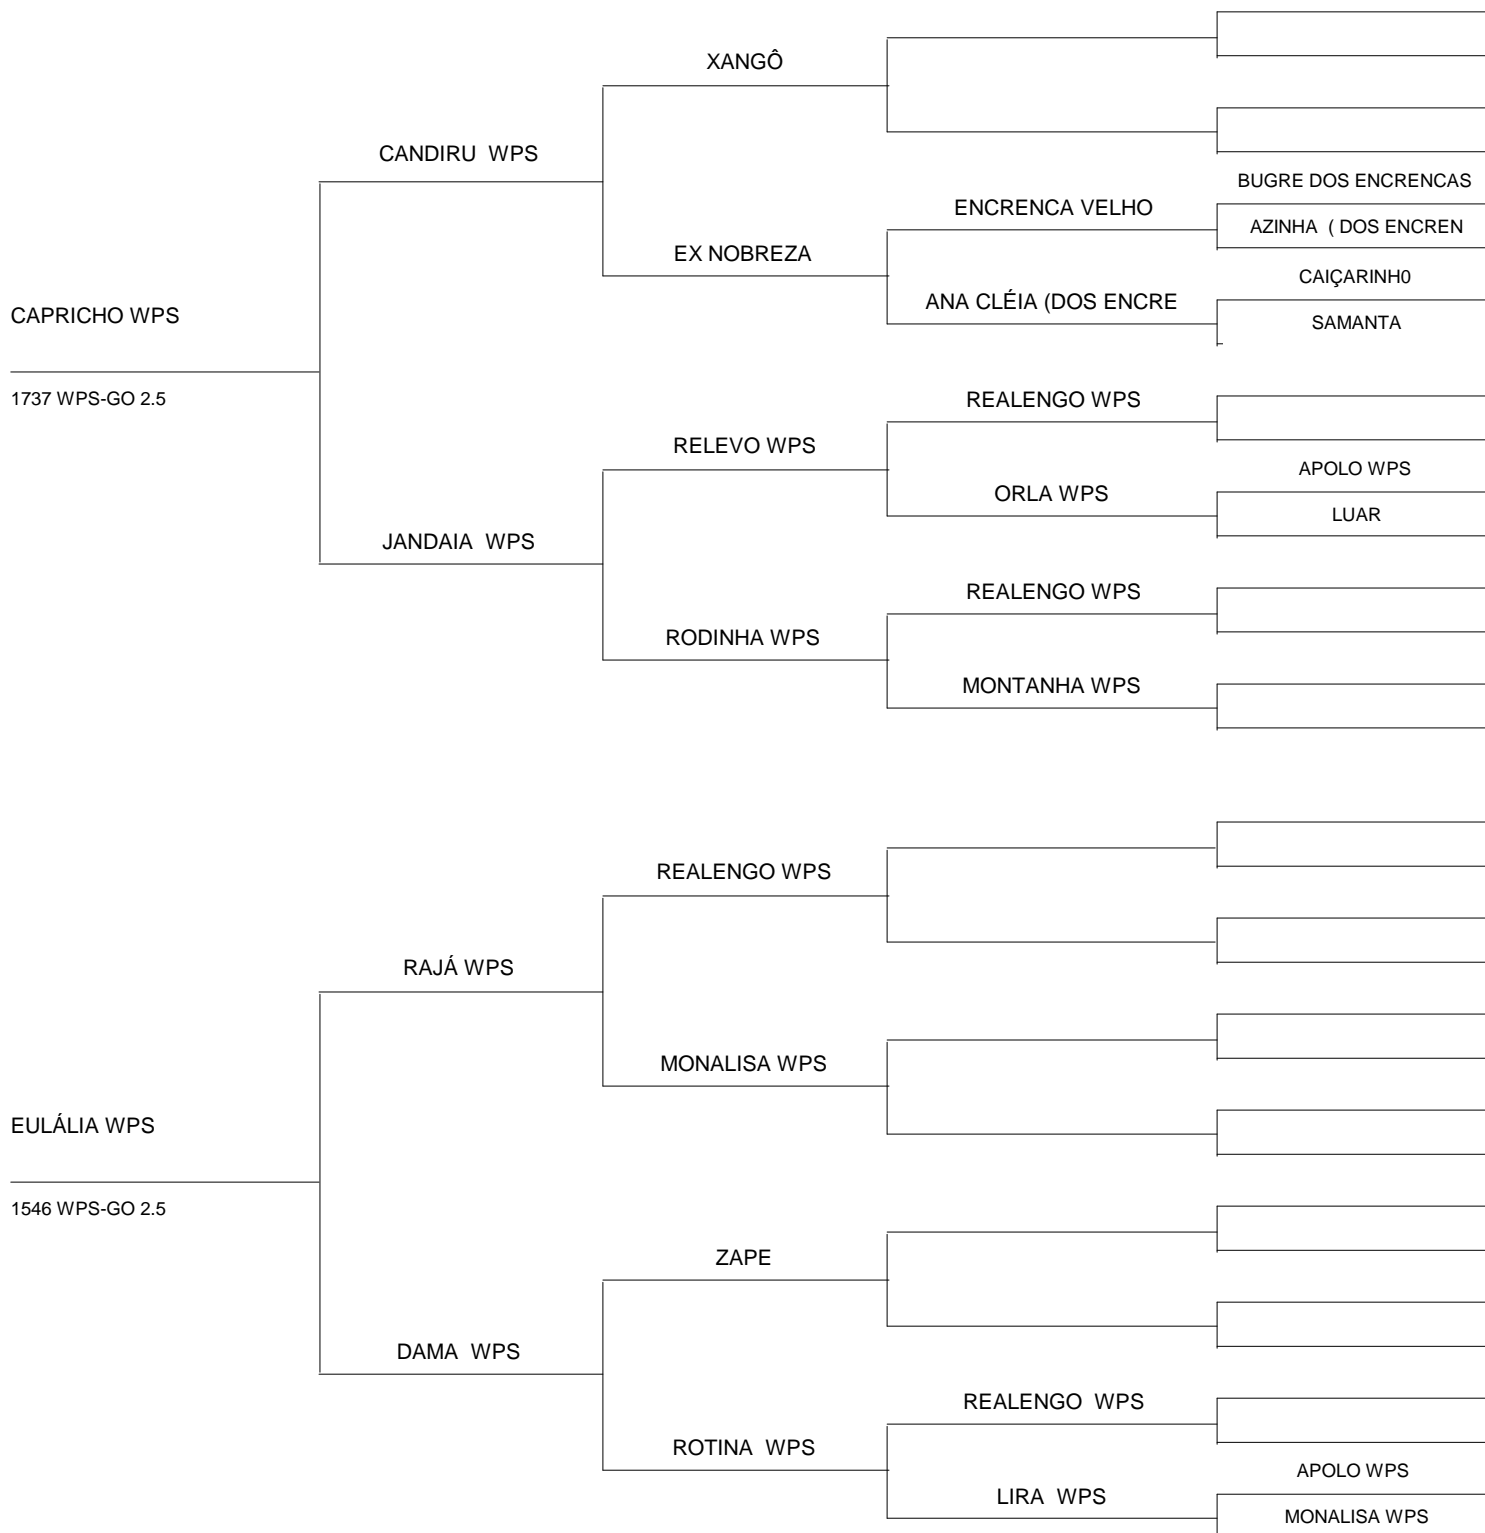 XANGÔ
CANDIRU WPS
BUGRE DOS ENCRENCAS
ENCRENCA VELHO
AZINHA ( DOS ENCREN
EX NOBREZA
CAIÇARINH0
ANA CLÉIA (DOS ENCRE
SAMANTA
CAPRICHO WPS
1737 WPS-GO 2.5
REALENGO WPS
RELEVO WPS
APOLO WPS
ORLA WPS
LUAR
JANDAIA WPS
REALENGO WPS
RODINHA WPS
MONTANHA WPS
REALENGO WPS
RAJÁ WPS
MONALISA WPS
EULÁLIA WPS
1546 WPS-GO 2.5
ZAPE
DAMA WPS
REALENGO WPS
ROTINA WPS
APOLO WPS
LIRA WPS
MONALISA WPS